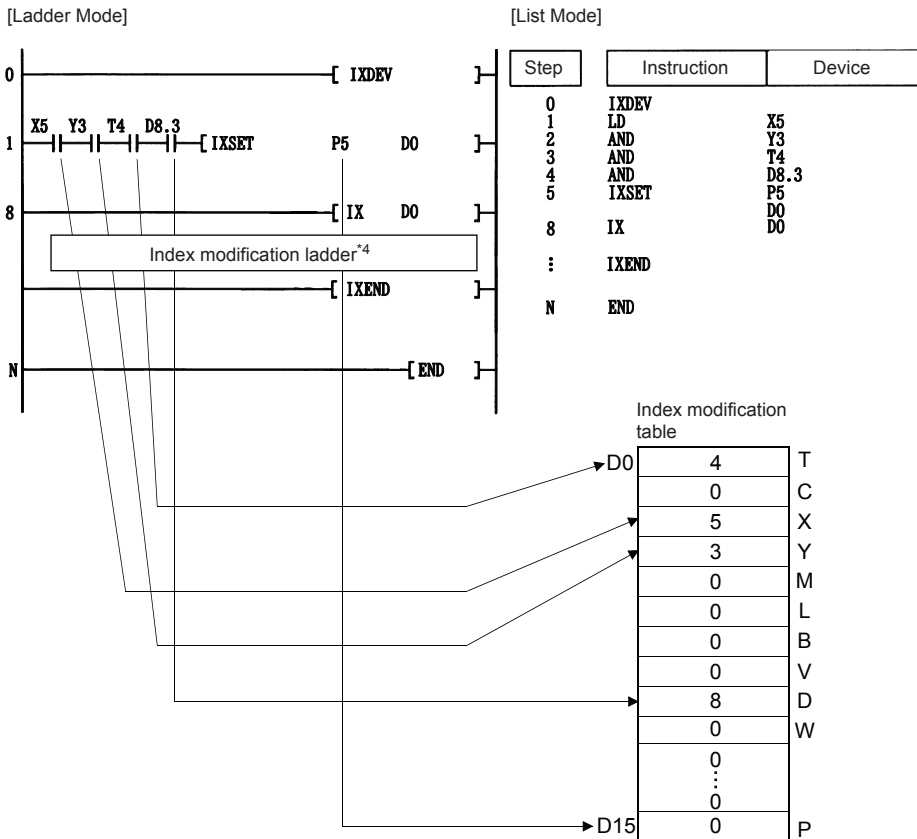 [Ladder Mode]
0 IXDEV
X5 Y3 T4 D8.3
1 IXSET P5 D0
8 IX D0
Index modification ladder*4
IXEND
N END
[List Mode]
Step Instruction Device
0 IXDEV
1 LD X5
2 AND Y3
3 AND T4
4 AND D8.3
5 IXSET P5
D0
8 IX D0
⋮ IXEND
N END
Index modification
table
D0 4 T
0 C
5 X
3 Y
0 M
0 L
0 B
0 V
8 D
0 W
0
⋮
0
D15 0 P